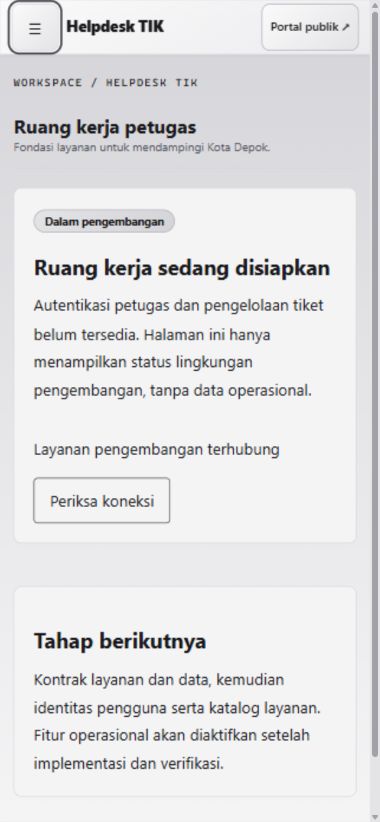 ☰ Helpdesk TIK Portal publik ↗
WORKSPACE / HELPDESK TIK
Ruang kerja petugas
Fondasi layanan untuk mendampingi Kota Depok.
Dalam pengembangan
Ruang kerja sedang disiapkan
Autentikasi petugas dan pengelolaan tiket
belum tersedia. Halaman ini hanya
menampilkan status lingkungan
pengembangan, tanpa data operasional.
Layanan pengembangan terhubung
Periksa koneksi
Tahap berikutnya
Kontrak layanan dan data, kemudian
identitas pengguna serta katalog layanan.
Fitur operasional akan diaktifkan setelah
implementasi dan verifikasi.